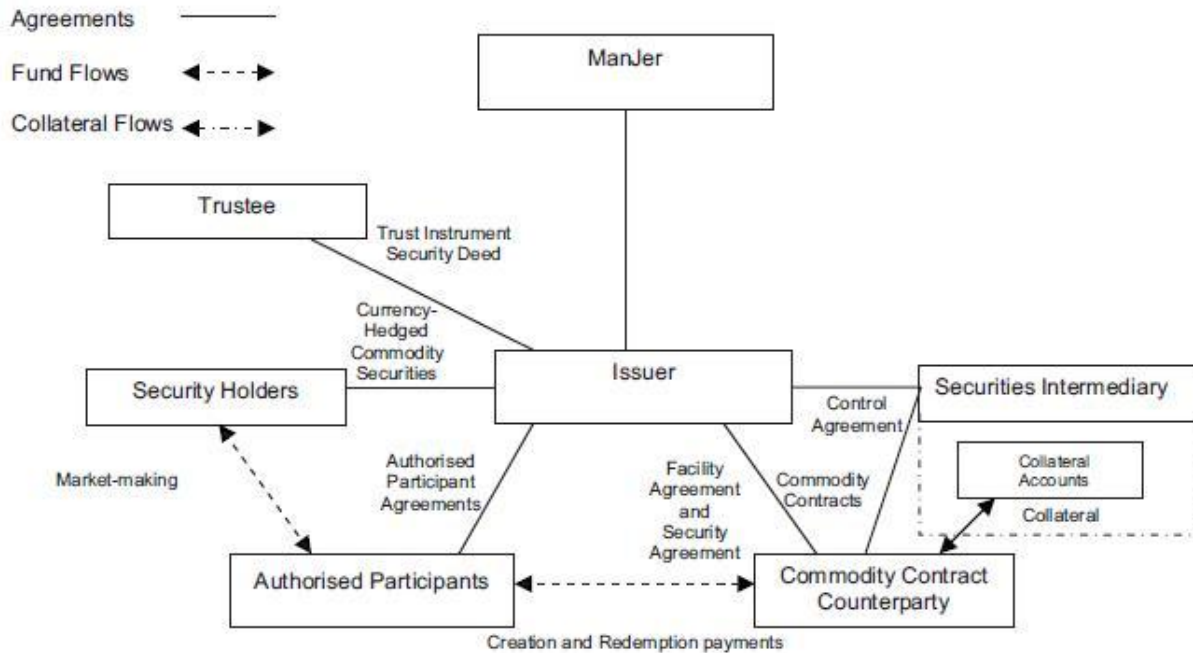 Agreements
Fund Flows
Collateral Flows
ManJer
Trustee
Trust Instrument
Security Deed
Currency-
Hedged
Commodity
Securities
Issuer
Security Holders
Securities Intermediary
Control
Agreement
Collateral
Accounts
Collateral
Market-making
Authorised
Participant
Agreements
Facility
Agreement
and
Security
Agreement
Commodity
Contracts
Authorised Participants
Commodity Contract
Counterparty
Creation and Redemption payments